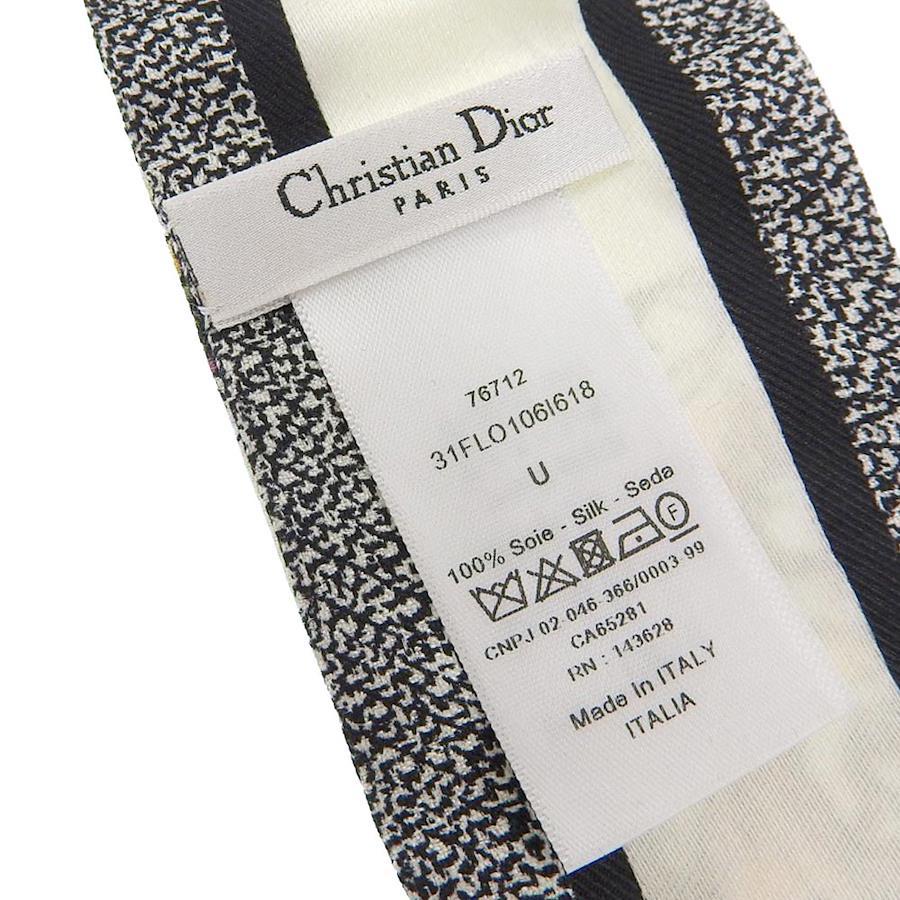 Christian Dior
PARIS
76712
31FLO106I618
U
100% Soie - Silk - Seda
F
CNPJ 02 046-366/0003 99
CA65281
RN : 143628
Made In ITALY
ITALIA